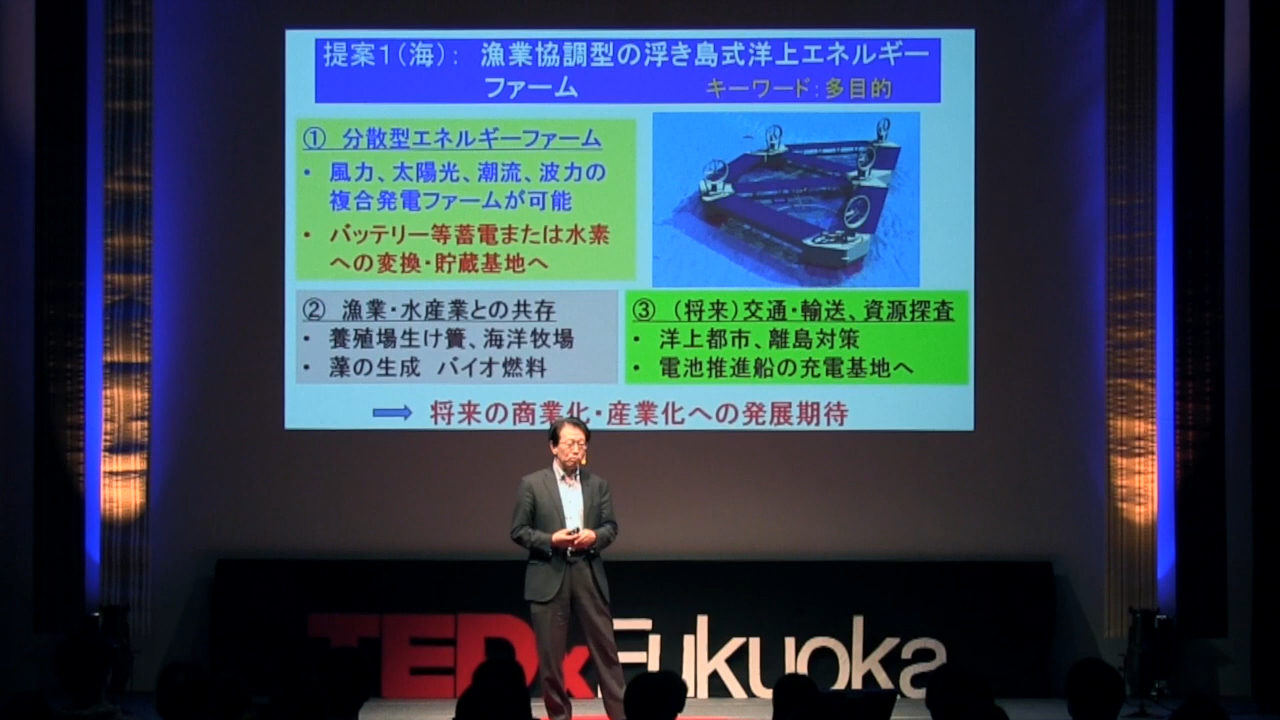 提案1(海): 漁業協調型の浮き島式洋上エネルギー
ファーム キーワード:多目的
① 分散型エネルギーファーム
・ 風力、太陽光、潮流、波力の
複合発電ファームが可能
・ バッテリー等蓄電または水素
への変換・貯蔵基地へ
② 漁業・水産業との共存
・ 養殖場生け簀、海洋牧場
・ 藻の生成 バイオ燃料
③ (将来)交通・輸送、資源探査
・ 洋上都市、離島対策
・ 電池推進船の充電基地へ
将来の商業化・産業化への発展期待
TEDxFukuoka